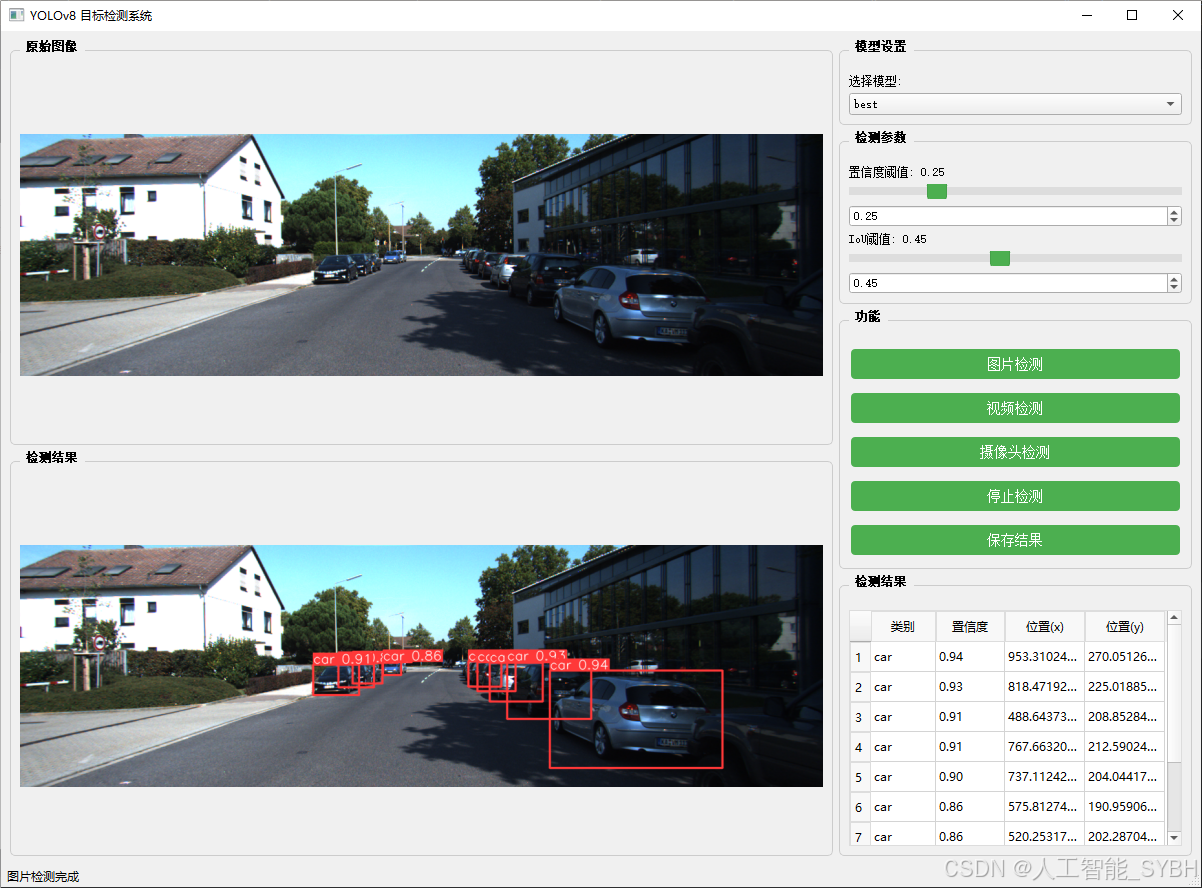 YOLOv8 目标检测系统
原始图像
检测结果
car 0.91
car 0.86
car 0.93
car 0.94
图片检测完成
模型设置
选择模型:
best
检测参数
置信度阈值: 0.25
0.25
IoU阈值: 0.45
0.45
功能
图片检测
视频检测
摄像头检测
停止检测
保存结果
检测结果
类别 置信度 位置(x) 位置(y)
1 car 0.94 953.31024... 270.05126...
2 car 0.93 818.47192... 225.01885...
3 car 0.91 488.64373... 208.85284...
4 car 0.91 767.66320... 212.59024...
5 car 0.90 737.11242... 204.04417...
6 car 0.86 575.81274... 190.95906...
7 car 0.86 520.25317... 202.28704...
CSDN @人工智能_SYBH